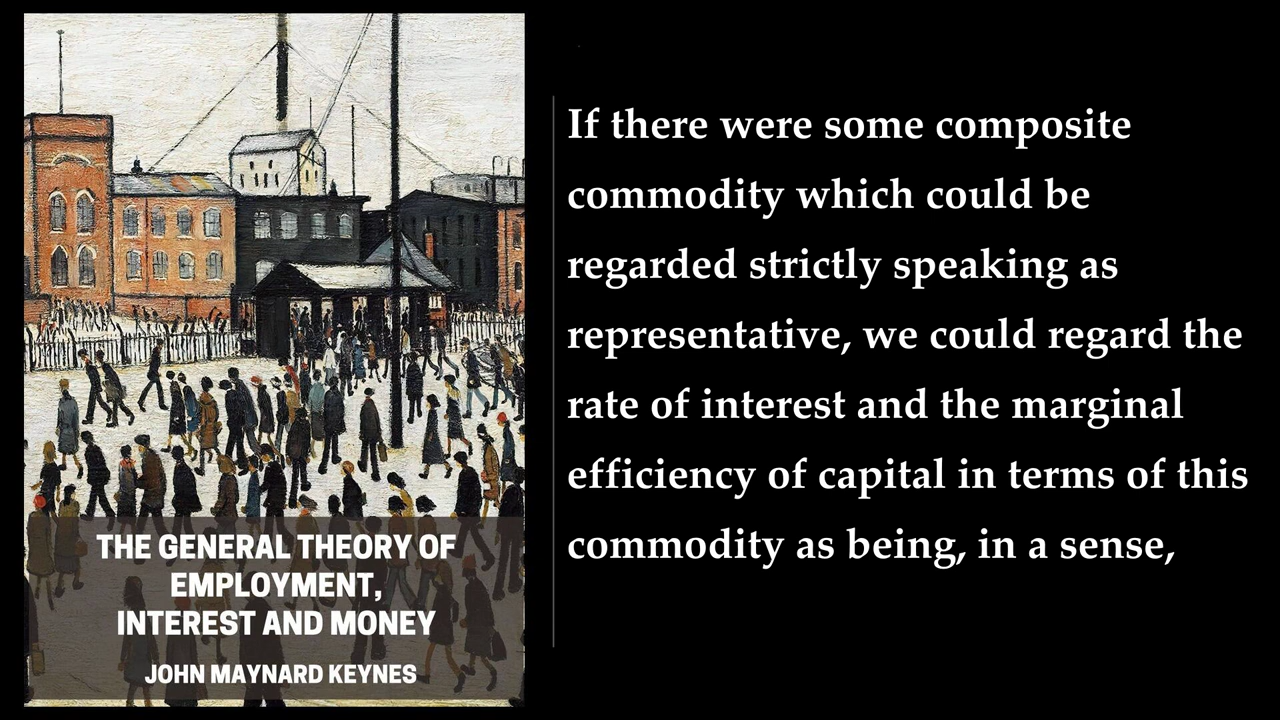 THE GENERAL THEORY OF
EMPLOYMENT,
INTEREST AND MONEY
JOHN MAYNARD KEYNES
If there were some composite
commodity which could be
regarded strictly speaking as
representative, we could regard the
rate of interest and the marginal
efficiency of capital in terms of this
commodity as being, in a sense,